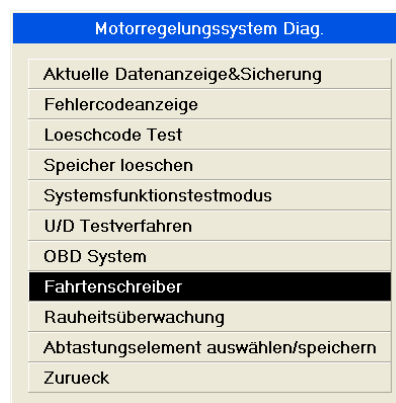 Motorregelungssystem Diag.
Aktuelle Datenanzeige&Sicherung
Fehlercodeanzeige
Loeschcode Test
Speicher loeschen
Systemsfunktionstestmodus
U/D Testverfahren
OBD System
Fahrtenschreiber
Rauheitsüberwachung
Abtastungselement auswählen/speichern
Zurueck